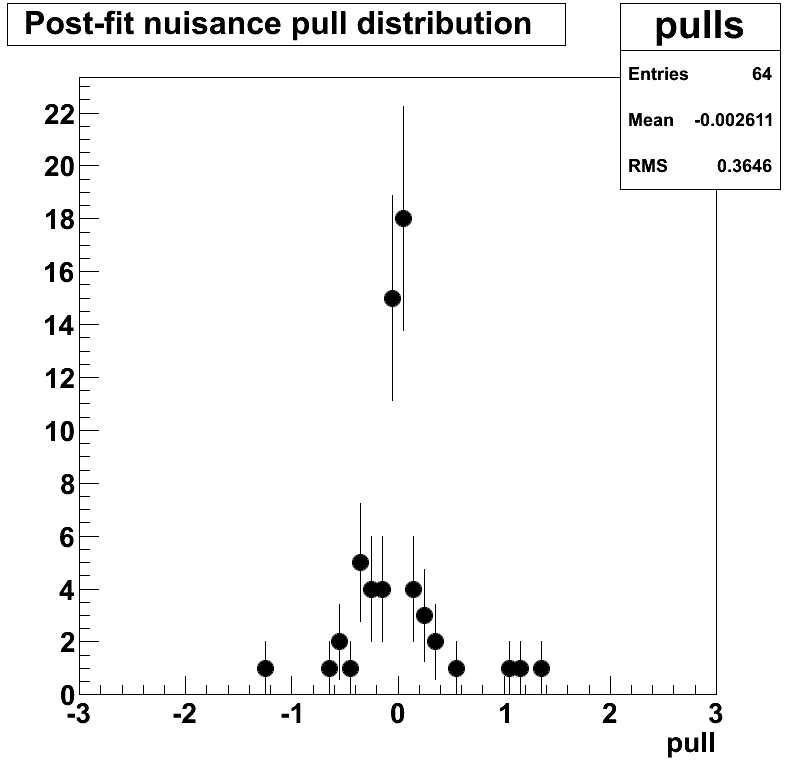 Post-fit nuisance pull distribution
pulls
Entries 64
Mean -0.002611
RMS 0.3646
22
20
18
16
14
12
10
8
6
4
2
0
-3 -2 -1 0 1 2 3
pull